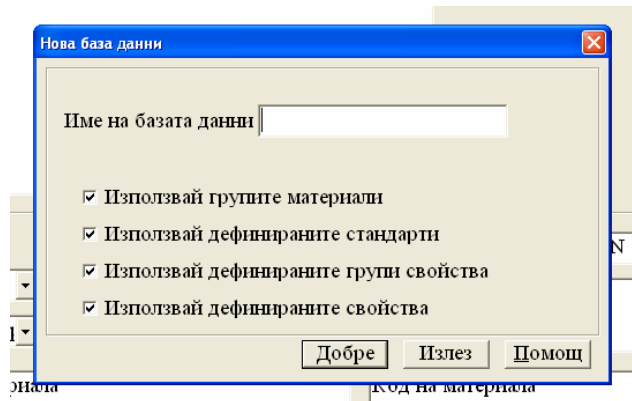 Нова база данни
Име на базата данни
Използвай групите материали
Използвай дефинираните стандарти
N
Използвай дефинираните групи свойства
Използвай дефинираните свойства
Добре Излез Помощ
Код на материала